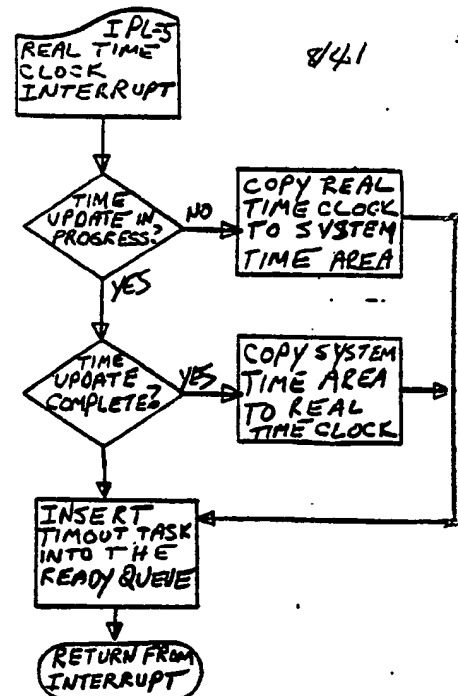 IPL=5
REAL TIME
CLOCK
INTERRUPT
8/41
TIME
UPDATE IN
PROGRESS?
NO
COPY REAL
TIME CLOCK
TO SYSTEM
TIME AREA
YES
TIME
UPDATE
COMPLETE?
YES
COPY SYSTEM
TIME AREA
TO REAL
TIME CLOCK
INSERT
TIMOUT TASK
INTO THE
READY QUEUE
RETURN FROM
INTERRUPT